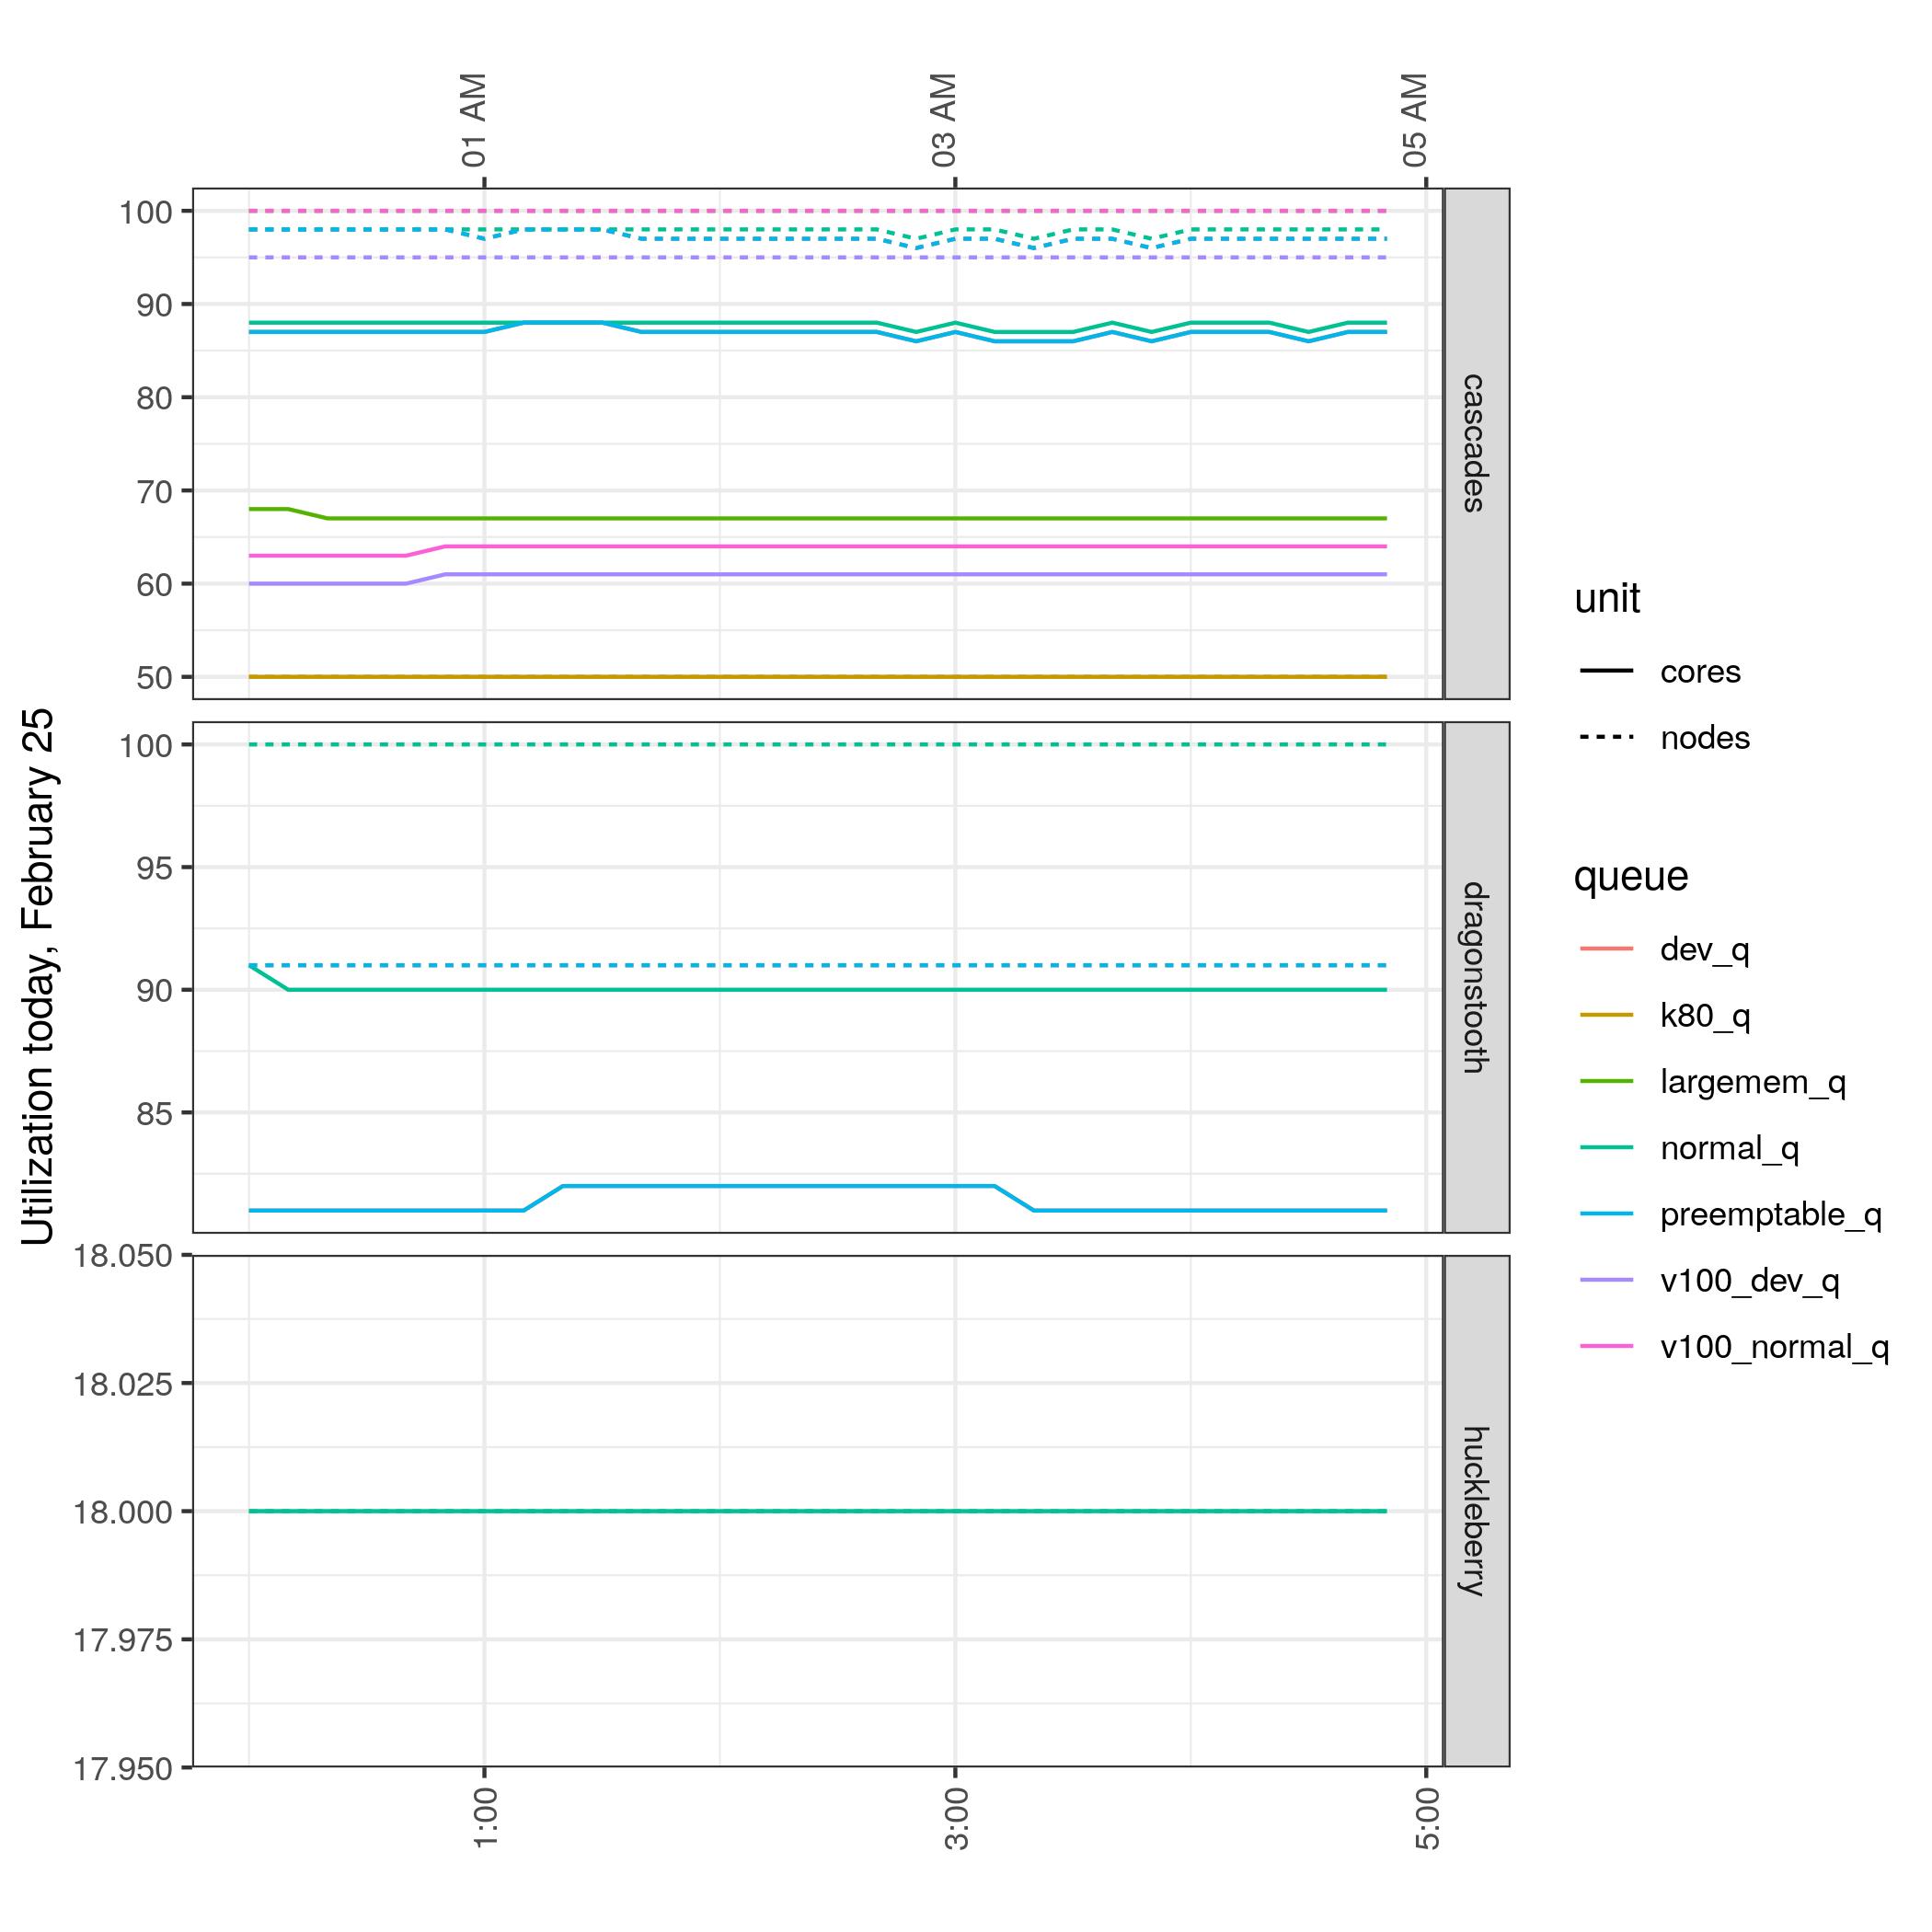 01 AM
03 AM
05 AM
100
90
80
70
60
50
cascades
100
95
90
85
dragonstooth
18.050
18.025
18.000
17.975
17.950
huckleberry
1:00
3:00
5:00
Utilization today, February 25
unit
cores
nodes
queue
dev_q
k80_q
largemem_q
normal_q
preemptable_q
v100_dev_q
v100_normal_q